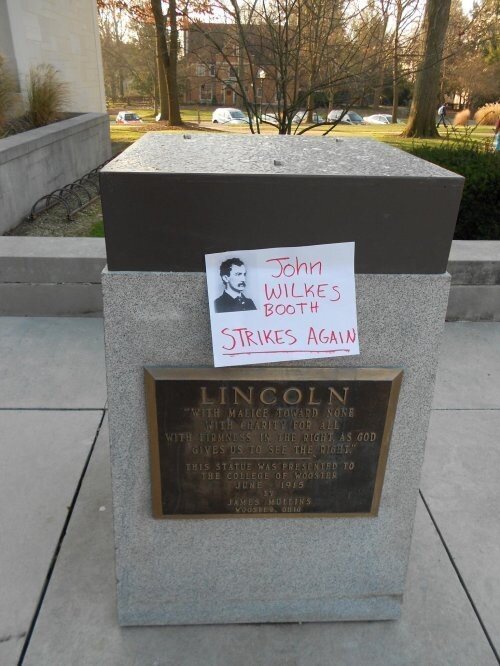 John
WILKES
BOOTH
STRIKES AGAIN
LINCOLN
"WITH MALICE TOWARD NONE
WITH CHARITY FOR ALL
WITH FIRMNESS IN THE RIGHT, AS GOD
GIVES US TO SEE THE RIGHT."
THIS STATUE WAS PRESENTED TO
THE COLLEGE OF WOOSTER
JUNE 1915
BY
JAMES MULLINS
WOOSTER, OHIO